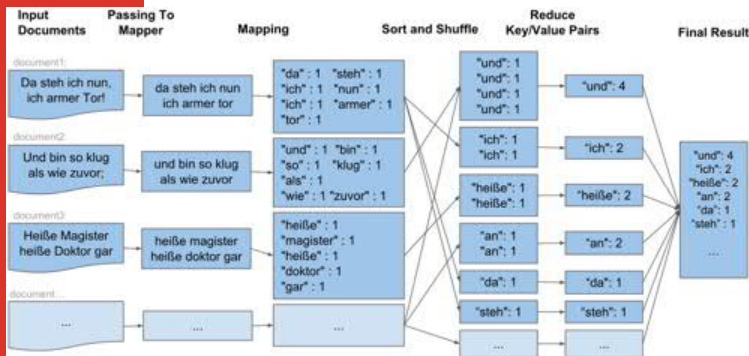 Input Documents
Passing To Mapper
Mapping
Sort and Shuffle
Reduce Key/Value Pairs
Final Result
document1:
Da steh ich nun,
ich armer Tor!
da steh ich nun
ich armer tor
"da" : 1 "steh" : 1
"ich" : 1 "nun" : 1
"ich" : 1 "armer" : 1
"tor" : 1
document2:
Und bin so klug
als wie zuvor;
und bin so klug
als wie zuvor
"und" : 1 "bin" : 1
"so" : 1 "klug" : 1
"als" : 1
"wie" : 1 "zuvor" : 1
document3:
Heiße Magister
heiße Doktor gar
heiße magister
heiße doktor gar
"heiße" : 1
"magister" : 1
"heiße" : 1
"doktor" : 1
"gar" : 1
document...
...
...
...
"und": 1
"und": 1
"und": 1
"und": 1
"und": 4
"ich": 1
"ich": 1
"ich": 2
"heiße": 1
"heiße": 1
"heiße": 2
"an": 1
"an"; 1
"an": 2
"da": 1
"da": 1
"steh": 1
"steh": 1
...
...
"und": 4
"ich": 2
"heiße": 2
"an": 2
"da": 1
"steh": 1
...